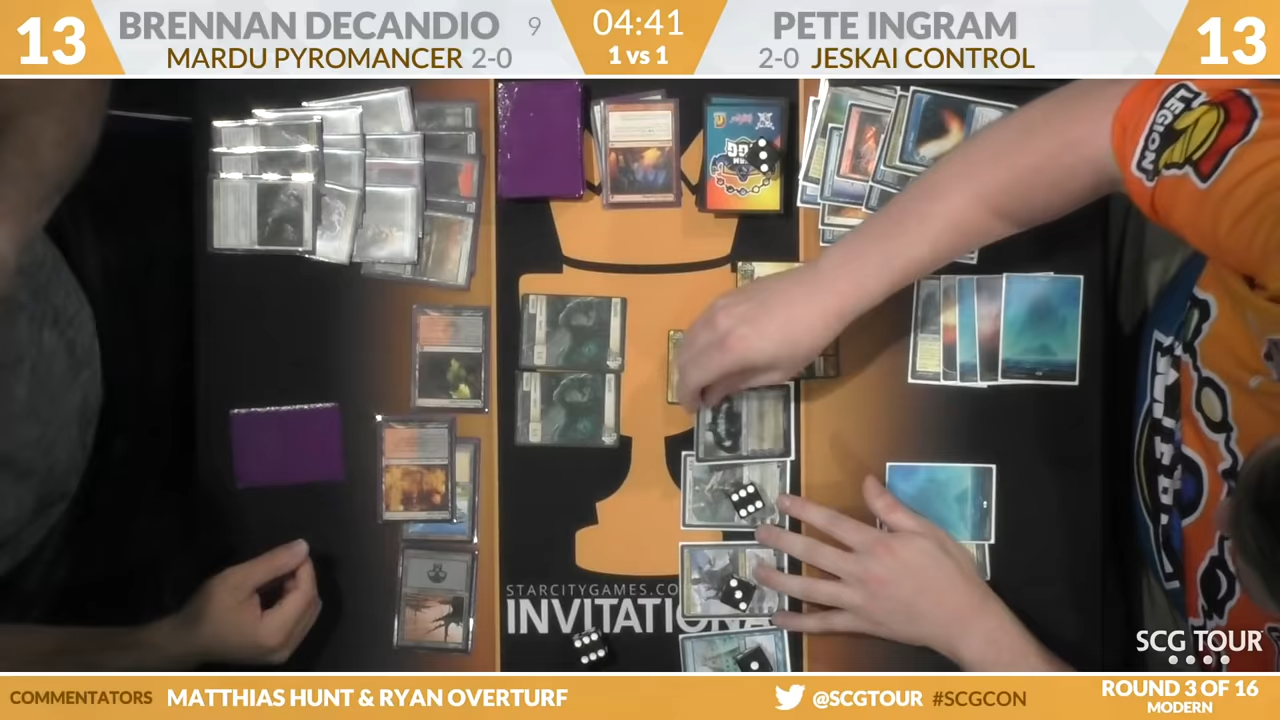 13 BRENNAN DECANDIO 9 04:41 PETE INGRAM 13
MARDU PYROMANCER 2-0 1 vs 1 2-0 JESKAI CONTROL
LEGION
STARCITYGAMES.CO
INVITATIONA
SCG TOUR
COMMENTATORS MATTHIAS HUNT & RYAN OVERTURF @SCGTOUR #SCGCON ROUND 3 OF 16
MODERN